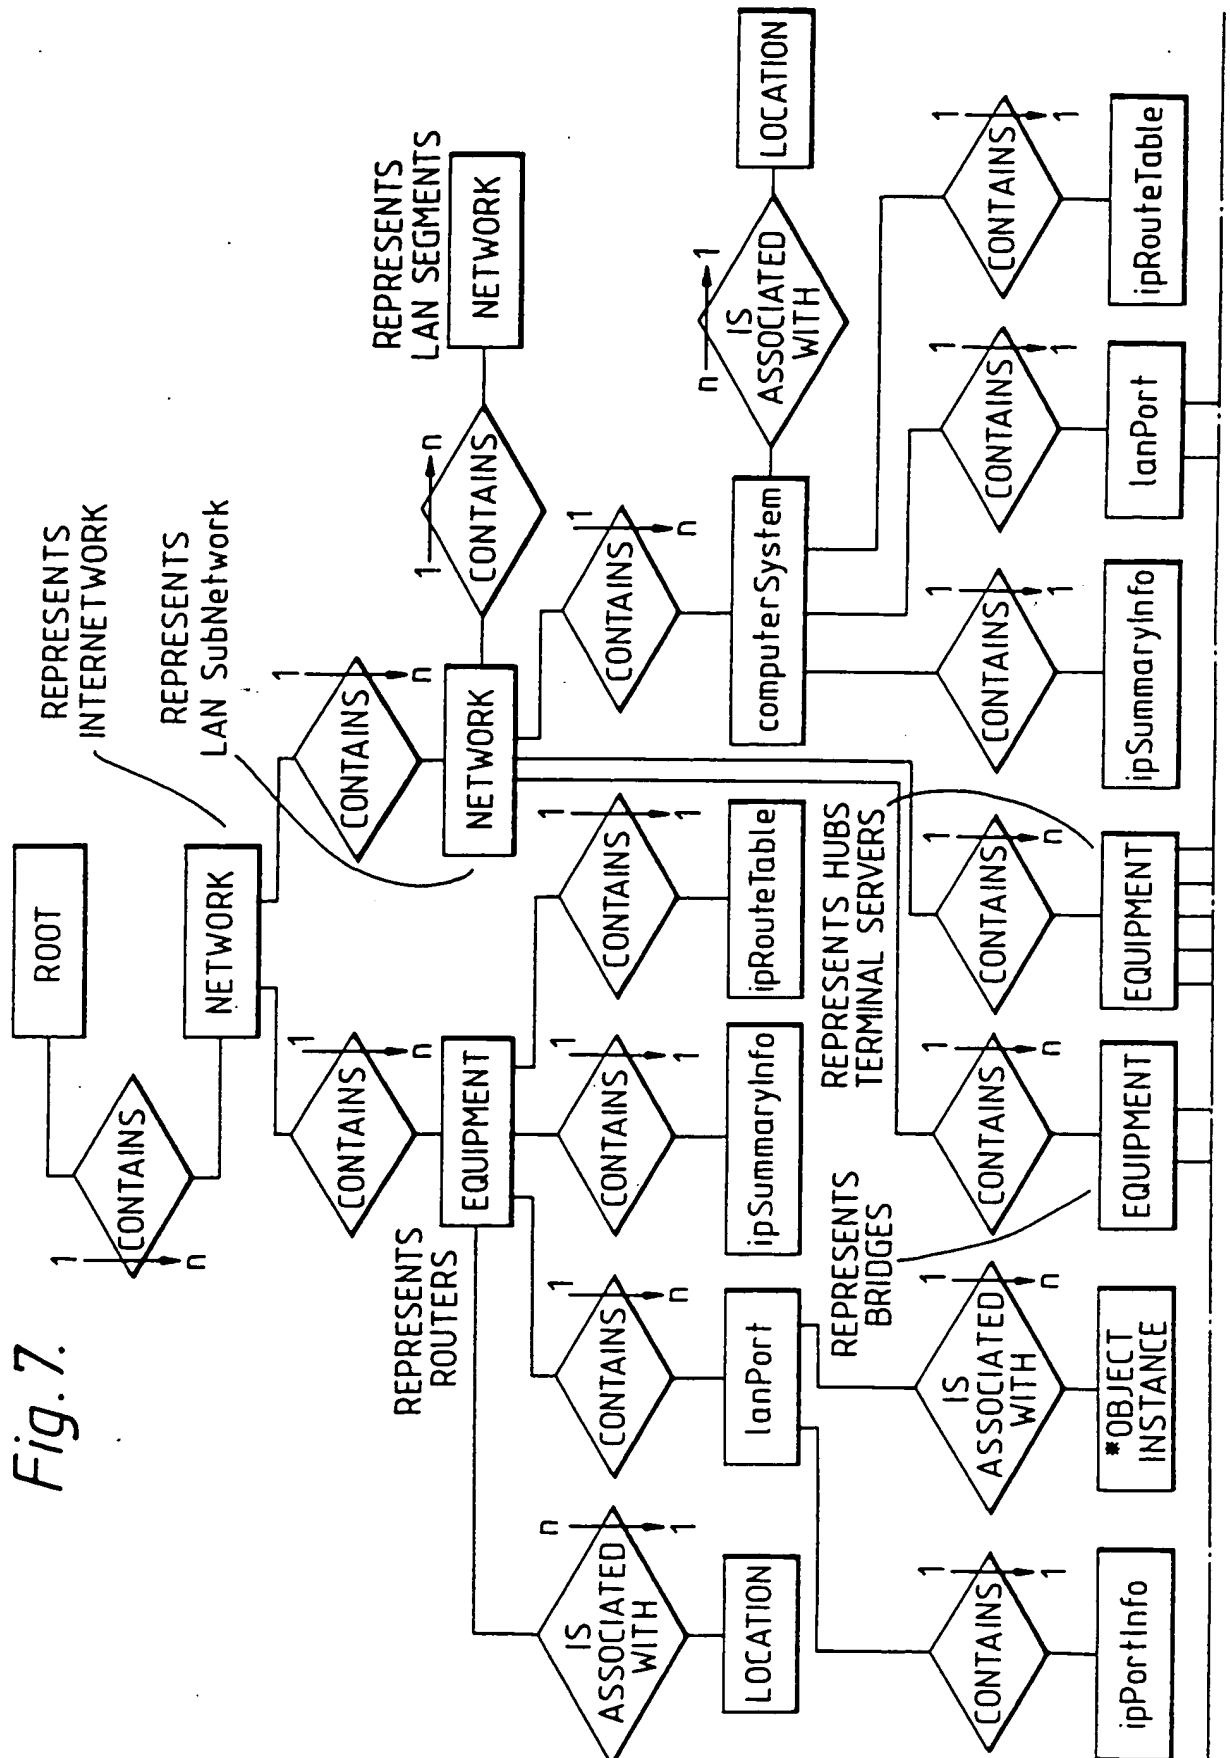 Fig. 7.
ROOT
1
n
CONTAINS
NETWORK
REPRESENTS
INTERNETWORK
REPRESENTS
LAN SubNetwork
1
n
CONTAINS
1
n
CONTAINS
REPRESENTS
ROUTERS
EQUIPMENT
NETWORK
1
n
CONTAINS
REPRESENTS
LAN SEGMENTS
NETWORK
n
1
IS
ASSOCIATED
WITH
1
n
CONTAINS
1
1
CONTAINS
1
1
CONTAINS
1
n
CONTAINS
LOCATION
lanPort
ipSummaryInfo
ipRouteTable
computerSystem
n
1
IS
ASSOCIATED
WITH
LOCATION
REPRESENTS
BRIDGES
REPRESENTS HUBS
TERMINAL SERVERS
1
1
CONTAINS
1
n
IS
ASSOCIATED
WITH
1
n
CONTAINS
1
n
CONTAINS
1
1
CONTAINS
1
1
CONTAINS
1
1
CONTAINS
ipPortInfo
*OBJECT
INSTANCE
EQUIPMENT
EQUIPMENT
ipSummaryInfo
lanPort
ipRouteTable